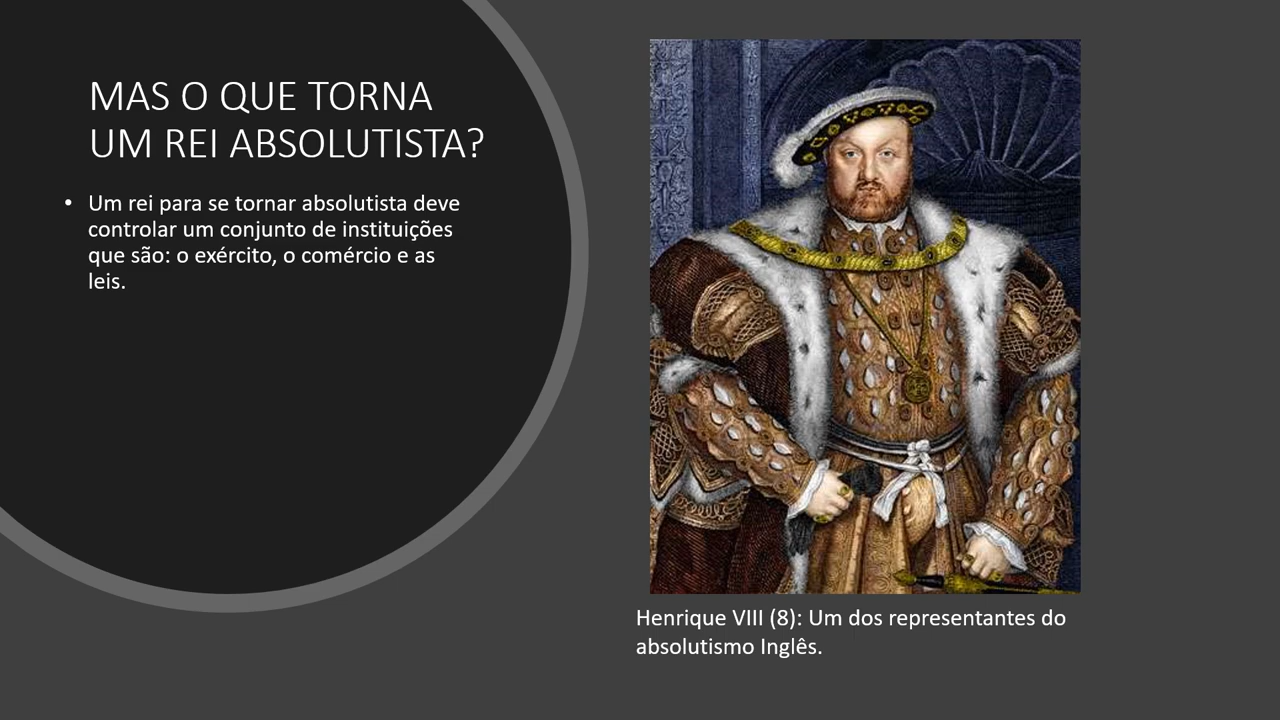 MAS O QUE TORNA
UM REI ABSOLUTISTA?
• Um rei para se tornar absolutista deve
controlar um conjunto de instituições
que são: o exército, o comércio e as
leis.
Henrique VIII (8): Um dos representantes do
absolutismo Inglês.